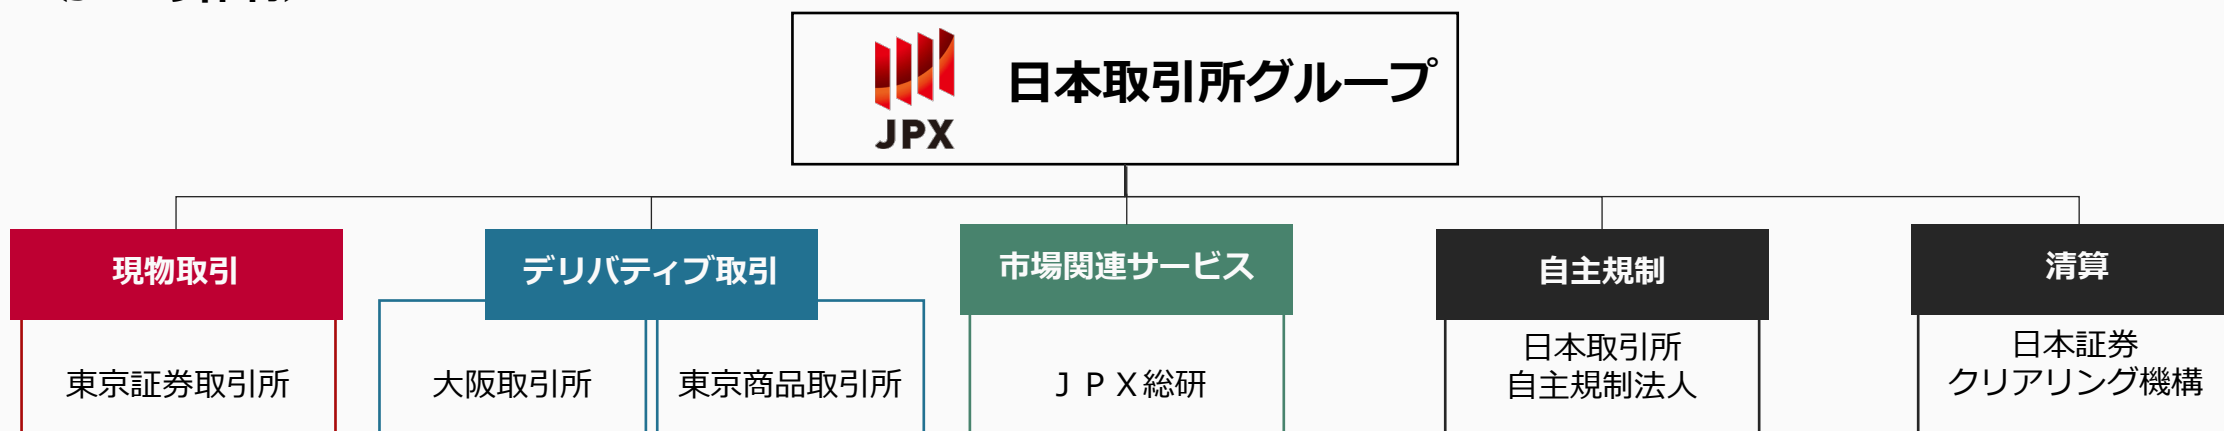 JPX
日本取引所グループ
現物取引
デリバティブ取引
市場関連サービス
自主規制
清算
東京証券取引所
大阪取引所
東京商品取引所
ＪＰＸ総研
日本取引所
自主規制法人
日本証券
クリアリング機構